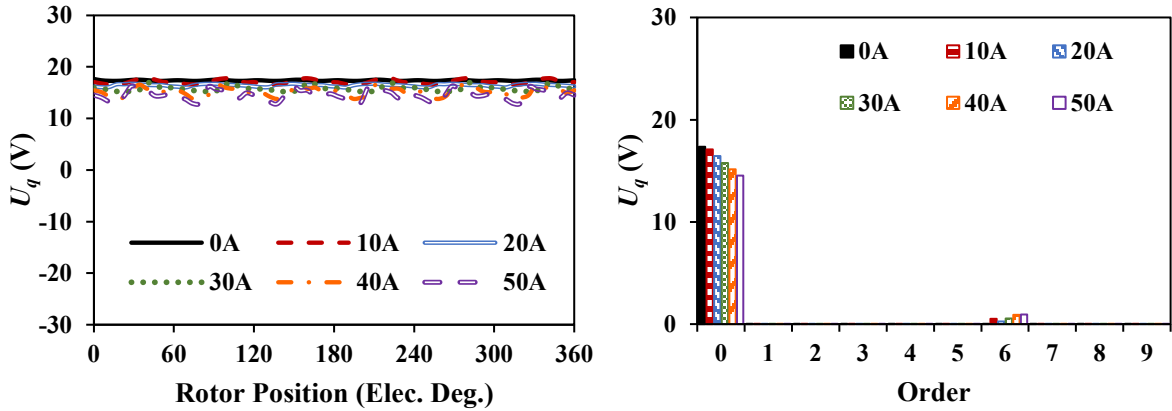 30
20
10
0
-10
-20
-30
U_q (V)
0A 10A 20A
30A 40A 50A
0 60 120 180 240 300 360
Rotor Position (Elec. Deg.)
30
20
10
0
U_q (V)
0A 10A 20A
30A 40A 50A
0 1 2 3 4 5 6 7 8 9
Order